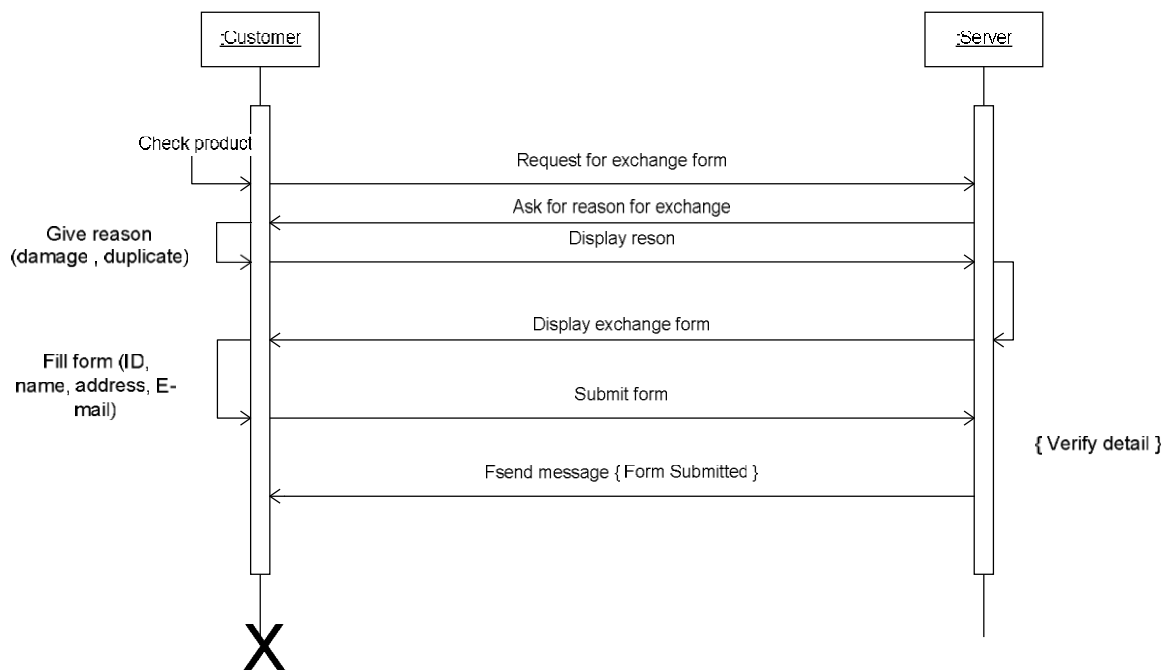 :Customer
:Server
Check product
Request for exchange form
Ask for reason for exchange
Give reason
(damage , duplicate)
Display reson
Display exchange form
Fill form (ID,
name, address, E-
mail)
Submit form
{ Verify detail }
Fsend message { Form Submitted }
X